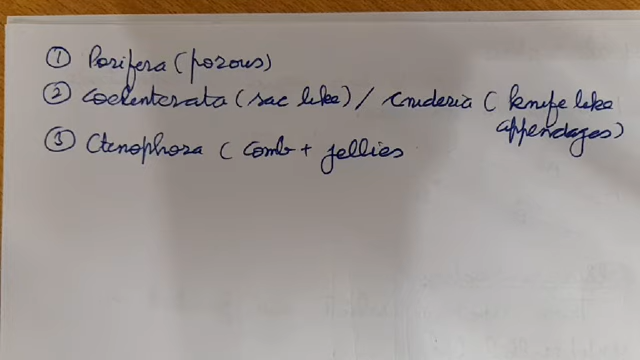 ① Porifera (porous)
② Coelenterata (sac like) / Cnideria ( knife like
appendages)
③ Ctenophora ( comb + jellies